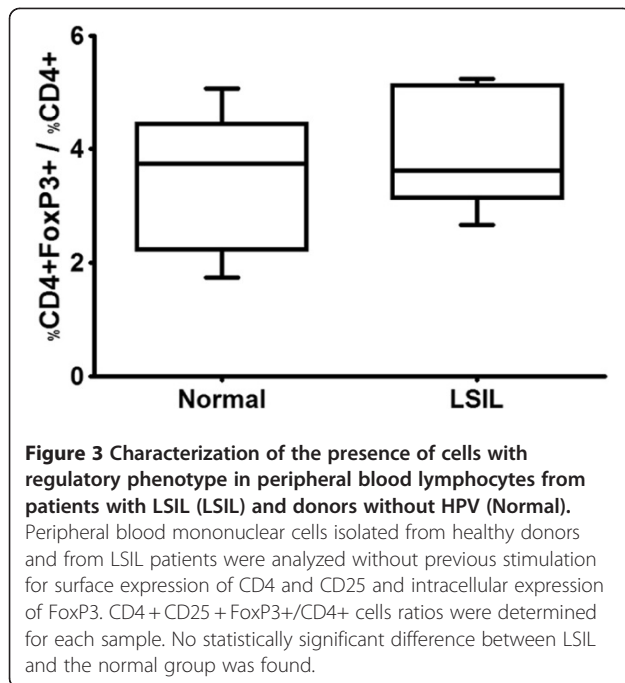 6
4
2
0
%CD4+FoxP3+ / %CD4+
Normal
LSIL
Figure 3 Characterization of the presence of cells with
regulatory phenotype in peripheral blood lymphocytes from
patients with LSIL (LSIL) and donors without HPV (Normal).
Peripheral blood mononuclear cells isolated from healthy donors
and from LSIL patients were analyzed without previous stimulation
for surface expression of CD4 and CD25 and intracellular expression
of FoxP3. CD4 + CD25 + FoxP3+/CD4+ cells ratios were determined
for each sample. No statistically significant difference between LSIL
and the normal group was found.